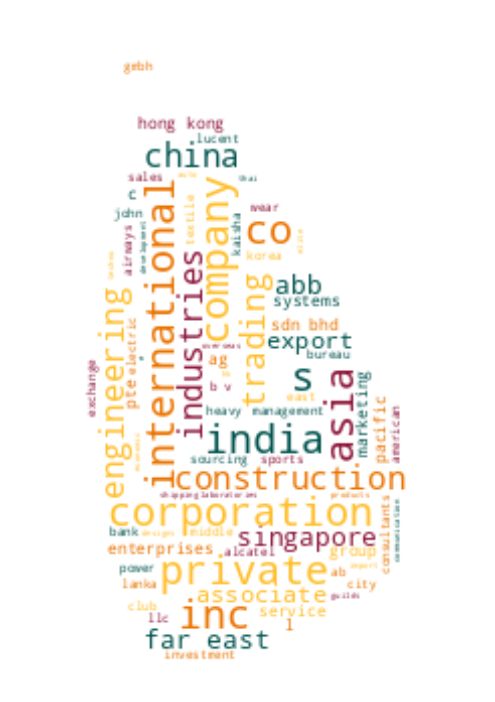 gmbh
hong kong
lucent
china
sales
c
john
international
company
textile
wear
co
kaisha
airways
korea
industries
trading
abb
systems
engineering
electric
pte
sdn bhd
export
bureau
overseas
ag
s
b v
exchange
asia
marketing
east
pacific
american
heavy
management
india
sourcing
sports
construction
shipping
laboratories
products
corporation
consultants
communication
bank
designs
middle
singapore
enterprises
alcatel
group
power
private
import
lanka
ab
city
associate
guilds
club
service
llc
inc
l
far east
investment